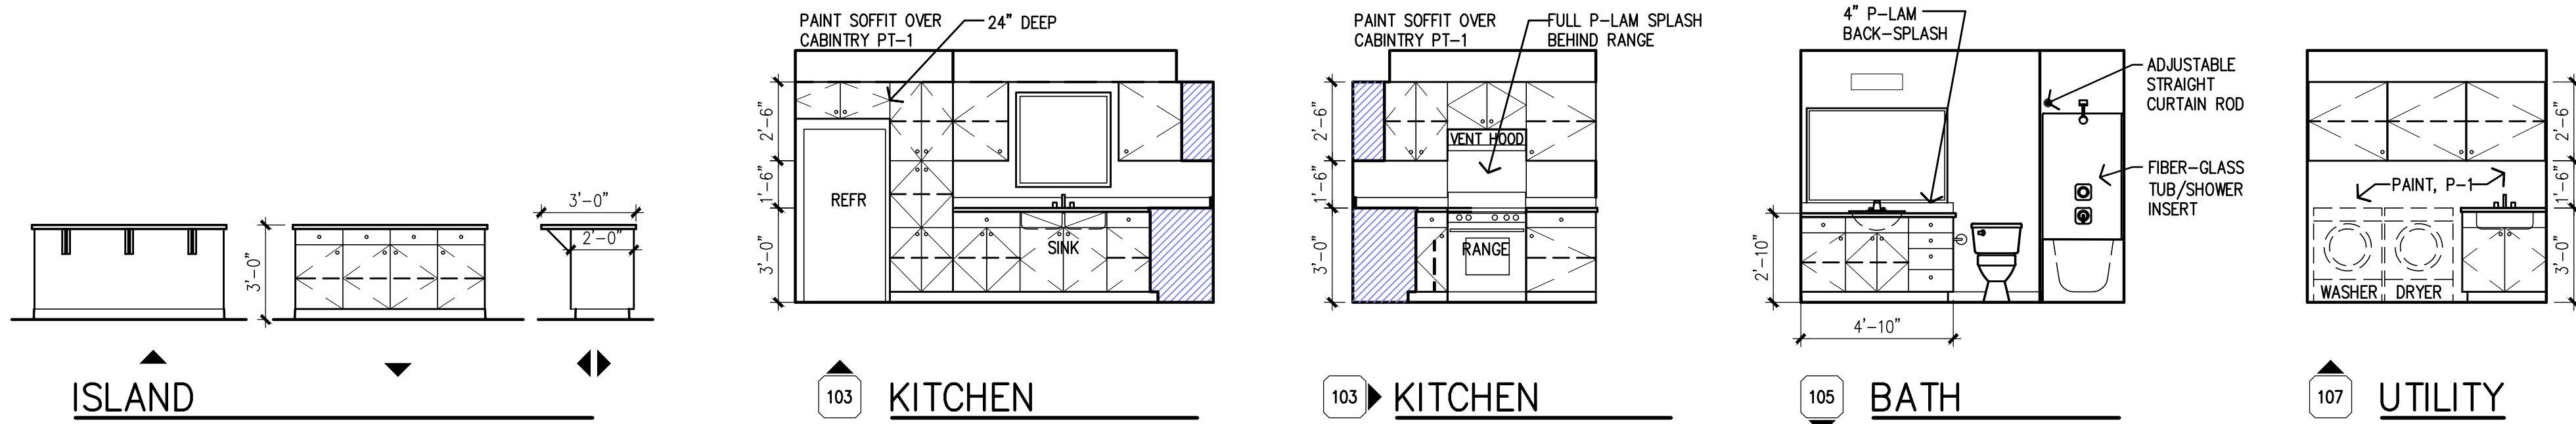 3'-0"
3'-0"
2'-0"
ISLAND
PAINT SOFFIT OVER
CABINTRY PT-1
24" DEEP
2'-6"
1'-6"
3'-0"
REFR
SINK
103
KITCHEN
PAINT SOFFIT OVER
CABINTRY PT-1
FULL P-LAM SPLASH
BEHIND RANGE
2'-6"
1'-6"
3'-0"
VENT HOOD
RANGE
103
KITCHEN
4" P-LAM
BACK-SPLASH
ADJUSTABLE
STRAIGHT
CURTAIN ROD
FIBER-GLASS
TUB/SHOWER
INSERT
2'-10"
4'-10"
105
BATH
PAINT, P-1
WASHER
DRYER
2'-6"
1'-6"
3'-0"
107
UTILITY